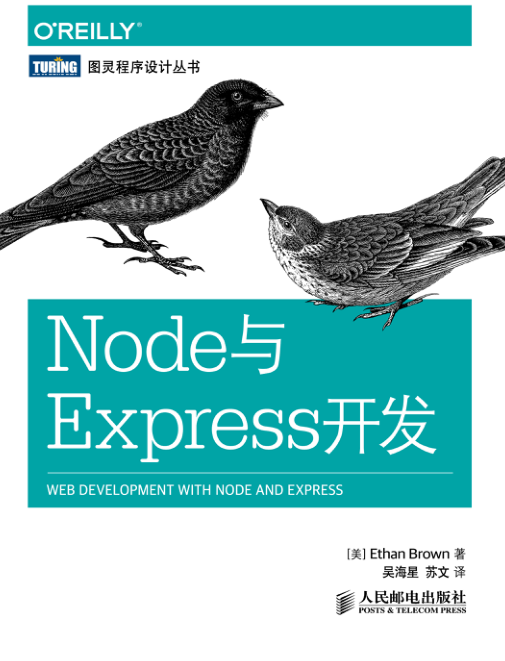 O'REILLY®
TURING 图灵程序设计丛书
Node与
Express开发
WEB DEVELOPMENT WITH NODE AND EXPRESS
[美] Ethan Brown 著
吴海星 苏文 译
人民邮电出版社
POSTS & TELECOM PRESS